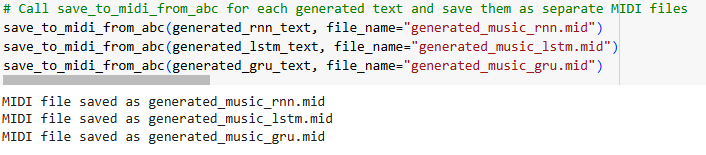 # Call save_to_midi_from_abc for each generated text and save them as separate MIDI files
save_to_midi_from_abc(generated_rnn_text, file_name="generated_music_rnn.mid")
save_to_midi_from_abc(generated_lstm_text, file_name="generated_music_lstm.mid")
save_to_midi_from_abc(generated_gru_text, file_name="generated_music_gru.mid")
MIDI file saved as generated_music_rnn.mid
MIDI file saved as generated_music_lstm.mid
MIDI file saved as generated_music_gru.mid